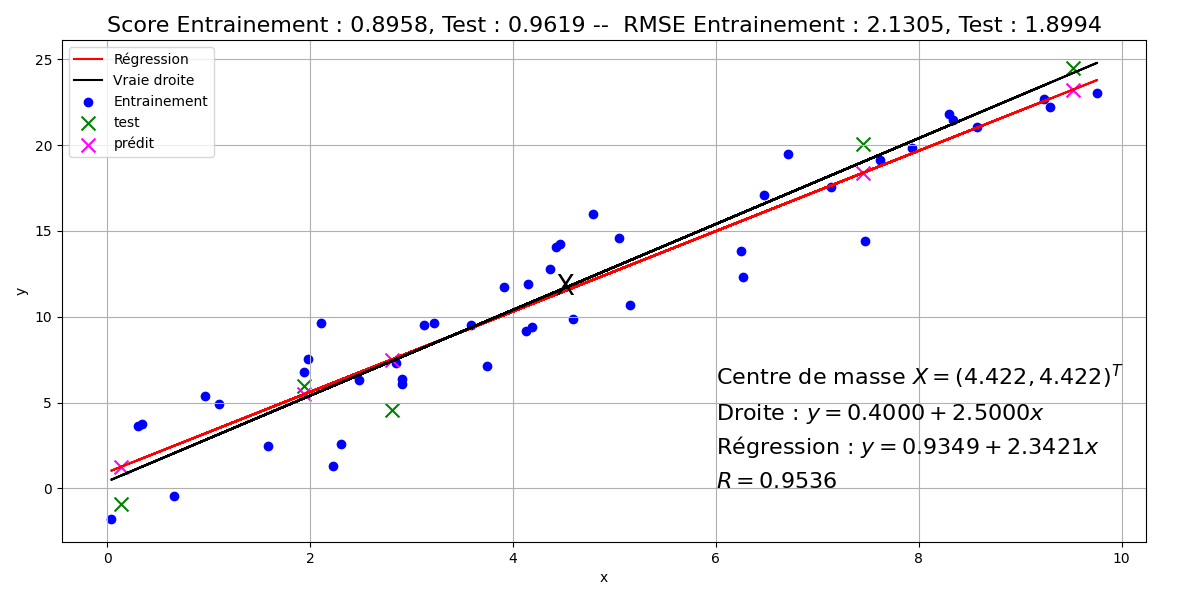 Score Entrainement : 0.8958, Test : 0.9619 --  RMSE Entrainement : 2.1305, Test : 1.8994
Régression
Vraie droite
Entrainement
test
prédit
25
20
15
10
5
0
y
X
Centre de masse X = (4.422, 4.422)^T
Droite : y = 0.4000 + 2.5000x
Régression : y = 0.9349 + 2.3421x
R = 0.9536
0 2 4 6 8 10
x